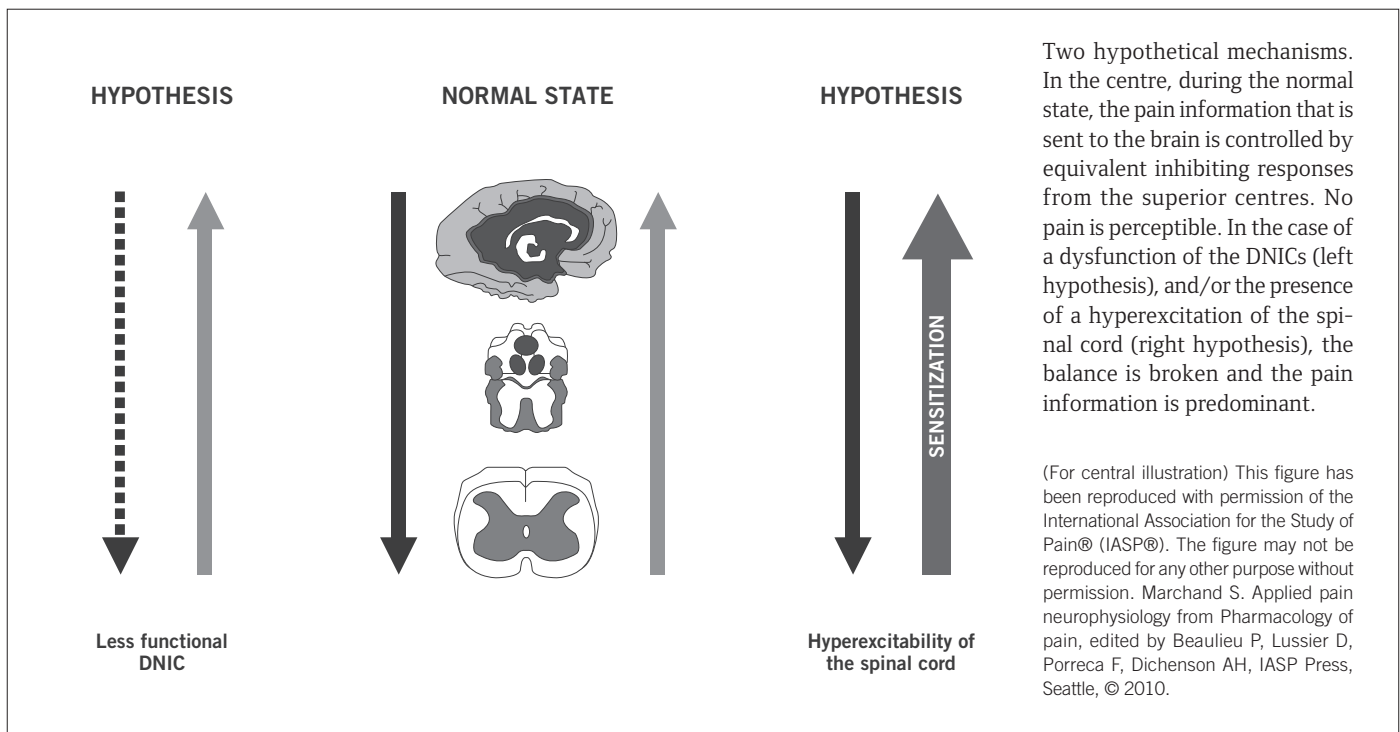 HYPOTHESIS
NORMAL STATE
HYPOTHESIS
SENSITIZATION
Less functional
DNIC
Hyperexcitability of
the spinal cord
Two hypothetical mechanisms.
In the centre, during the normal
state, the pain information that is
sent to the brain is controlled by
equivalent inhibiting responses
from the superior centres. No
pain is perceptible. In the case of
a dysfunction of the DNICs (left
hypothesis), and/or the presence
of a hyperexcitation of the spi-
nal cord (right hypothesis), the
balance is broken and the pain
information is predominant.
(For central illustration) This figure has
been reproduced with permission of the
International Association for the Study of
Pain® (IASP®). The figure may not be
reproduced for any other purpose without
permission. Marchand S. Applied pain
neurophysiology from Pharmacology of
pain, edited by Beaulieu P, Lussier D,
Porreca F, Dichenson AH, IASP Press,
Seattle, © 2010.